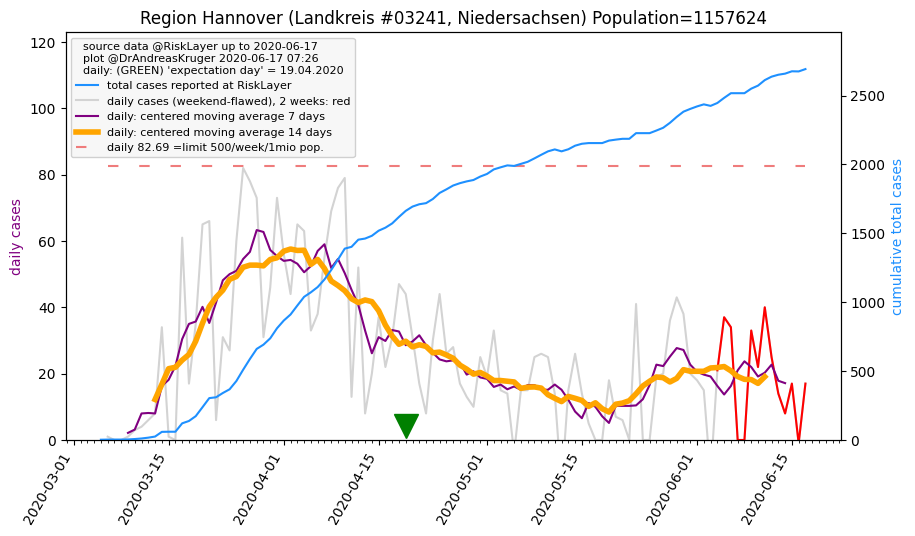 Region Hannover (Landkreis #03241, Niedersachsen) Population=1157624
source data @RiskLayer up to 2020-06-17
plot @DrAndreasKruger 2020-06-17 07:26
daily: (GREEN) 'expectation day' = 19.04.2020
total cases reported at RiskLayer
daily cases (weekend-flawed), 2 weeks: red
daily: centered moving average 7 days
daily: centered moving average 14 days
daily 82.69 =limit 500/week/1mio pop.
daily cases
120
100
80
60
40
20
0
cumulative total cases
2500
2000
1500
1000
500
0
2020-03-01
2020-03-15
2020-04-01
2020-04-15
2020-05-01
2020-05-15
2020-06-01
2020-06-15